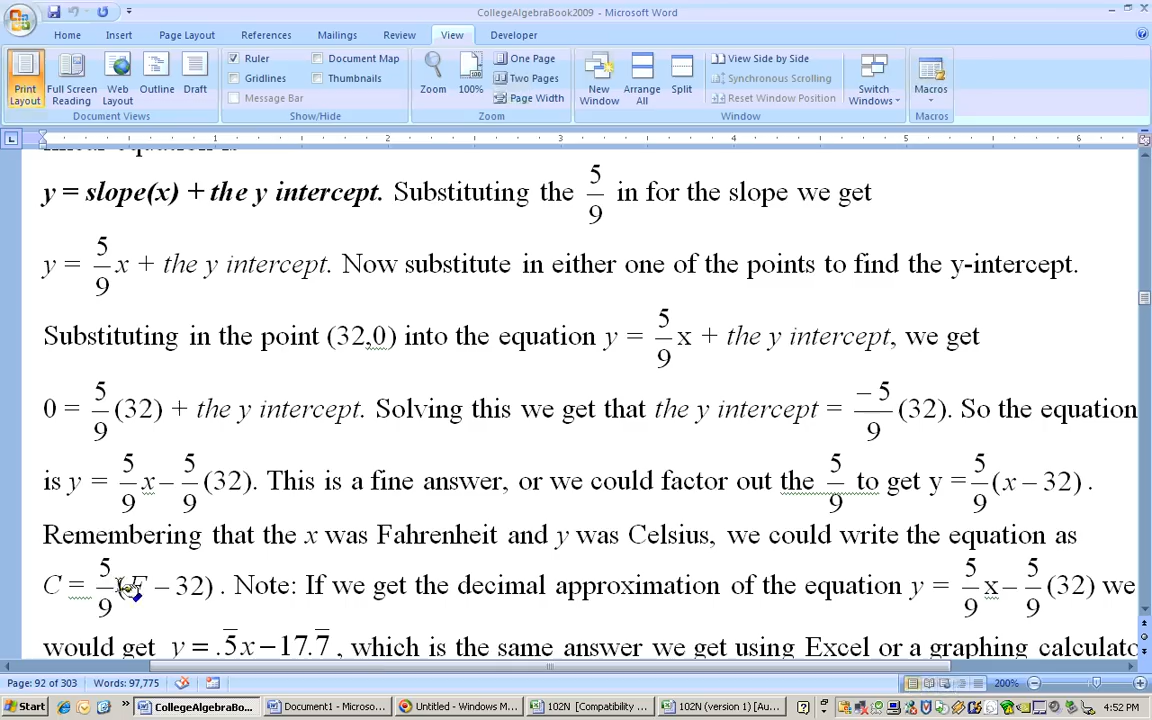 CollegeAlgebraBook2009 - Microsoft Word
Home Insert Page Layout References Mailings Review View Developer
Print Layout Full Screen Reading Web Layout Outline Draft Ruler Gridlines Message Bar Document Map Thumbnails Zoom 100% One Page Two Pages Page Width New Window Arrange All Split View Side by Side Synchronous Scrolling Reset Window Position Switch Windows Macros
Document Views Show/Hide Zoom Window Macros
1 2 3 4 5 6
y = slope(x) + the y intercept. Substituting the 5/9 in for the slope we get
y = 5/9 x + the y intercept. Now substitute in either one of the points to find the y-intercept.
Substituting in the point (32,0) into the equation y = 5/9 x + the y intercept, we get
0 = 5/9 (32) + the y intercept. Solving this we get that the y intercept = -5/9 (32). So the equation
is y = 5/9 x – 5/9 (32). This is a fine answer, or we could factor out the 5/9 to get y = 5/9 (x – 32).
Remembering that the x was Fahrenheit and y was Celsius, we could write the equation as
C = 5/9 (F – 32). Note: If we get the decimal approximation of the equation y = 5/9 x – 5/9 (32) we
would get y = .5̅x – 17.7̅, which is the same answer we get using Excel or a graphing calculato
Page: 92 of 303 Words: 97,775 200%
Start CollegeAlgebraBo... Document1 - Microso... Untitled - Windows M... 102N [Compatibility ... 102N (version 1) [Au... 4:52 PM